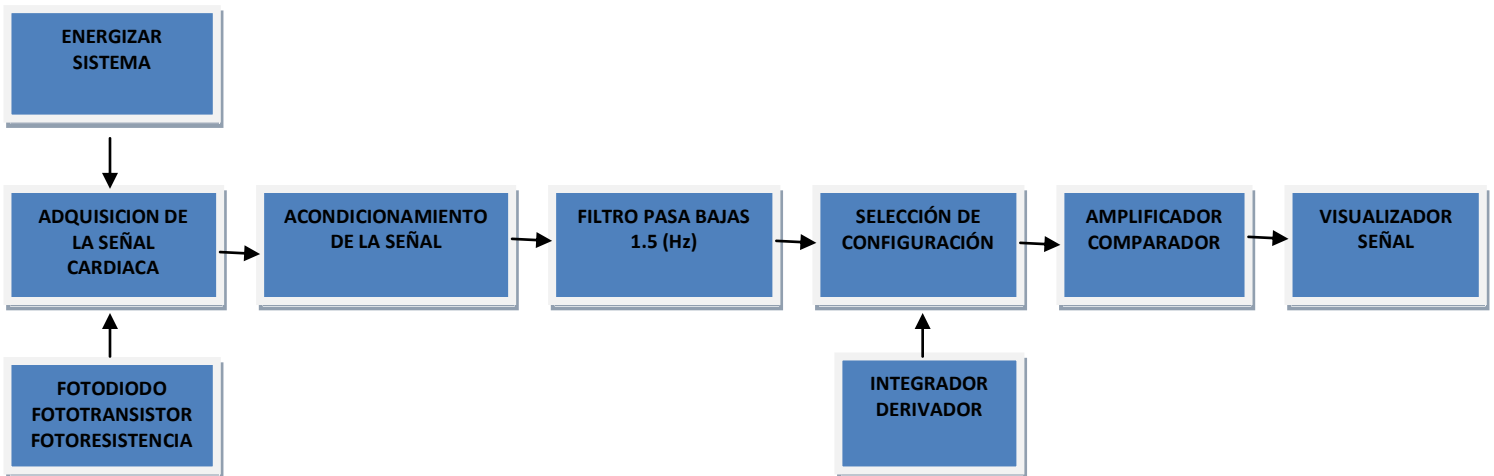 ENERGIZAR
SISTEMA
ADQUISICION DE
LA SEÑAL
CARDIACA
ACONDICIONAMIENTO
DE LA SEÑAL
FILTRO PASA BAJAS
1.5 (Hz)
SELECCIÓN DE
CONFIGURACIÓN
AMPLIFICADOR
COMPARADOR
VISUALIZADOR
SEÑAL
FOTODIODO
FOTOTRANSISTOR
FOTORESISTENCIA
INTEGRADOR
DERIVADOR